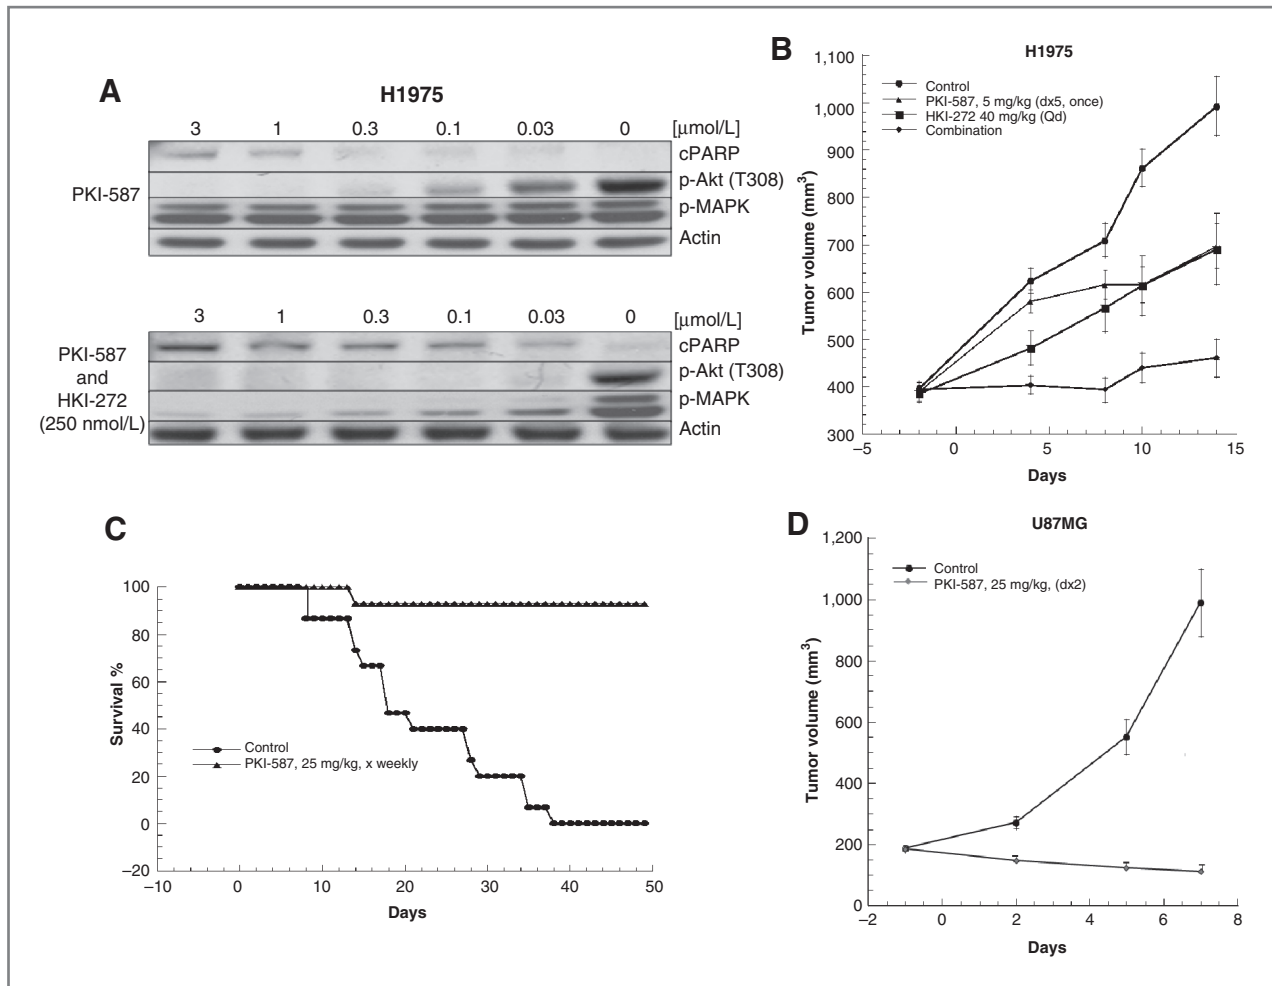 A
H1975
3 1 0.3 0.1 0.03 0 [μmol/L]
cPARP
p-Akt (T308)
PKI-587
p-MAPK
Actin
3 1 0.3 0.1 0.03 0 [μmol/L]
cPARP
PKI-587
and
HKI-272
(250 nmol/L)
p-Akt (T308)
p-MAPK
Actin
B
H1975
Control
PKI-587, 5 mg/kg (dx5, once)
HKI-272 40 mg/kg (Qd)
Combination
Tumor volume (mm³)
1,100
1,000
900
800
700
600
500
400
300
–5 0 5 10 15
Days
C
Survival %
100
80
60
40
20
0
–20
Control
PKI-587, 25 mg/kg, x weekly
–10 0 10 20 30 40 50
Days
D
U87MG
Control
PKI-587, 25 mg/kg, (dx2)
Tumor volume (mm³)
1,200
1,000
800
600
400
200
0
–2 0 2 4 6 8
Days